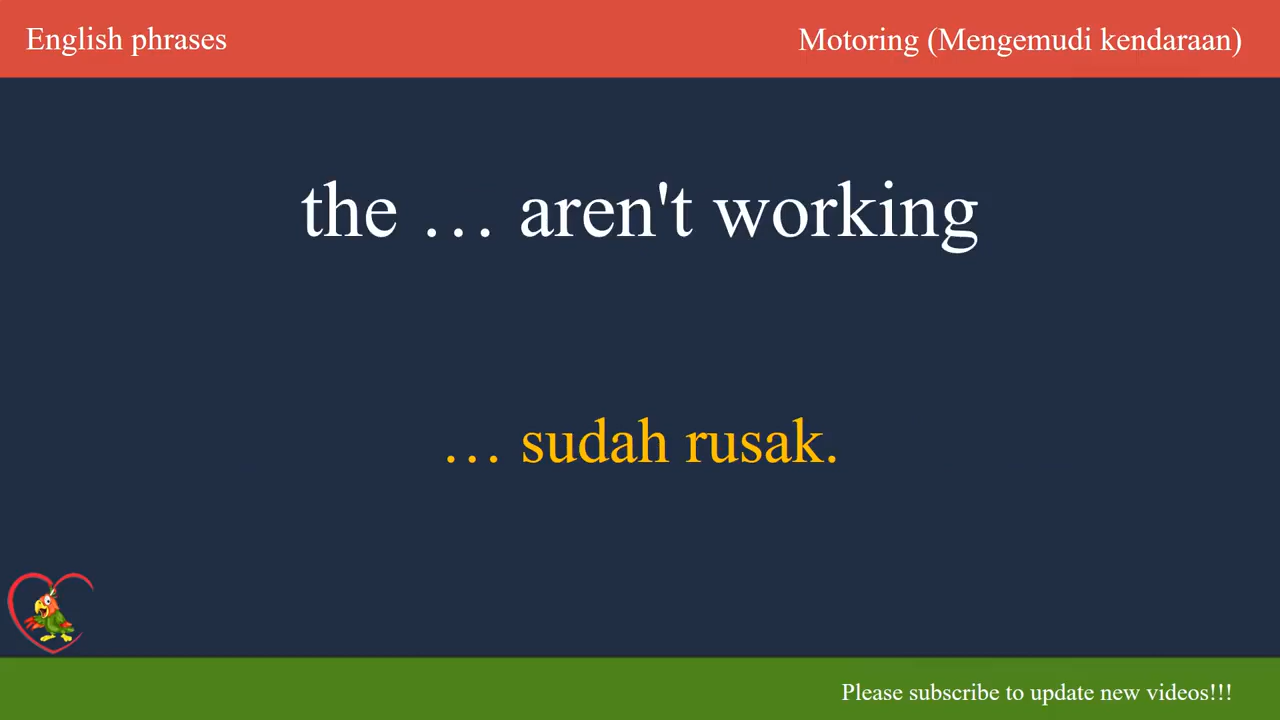 English phrases
Motoring (Mengemudi kendaraan)
the … aren't working
… sudah rusak.
Please subscribe to update new videos!!!